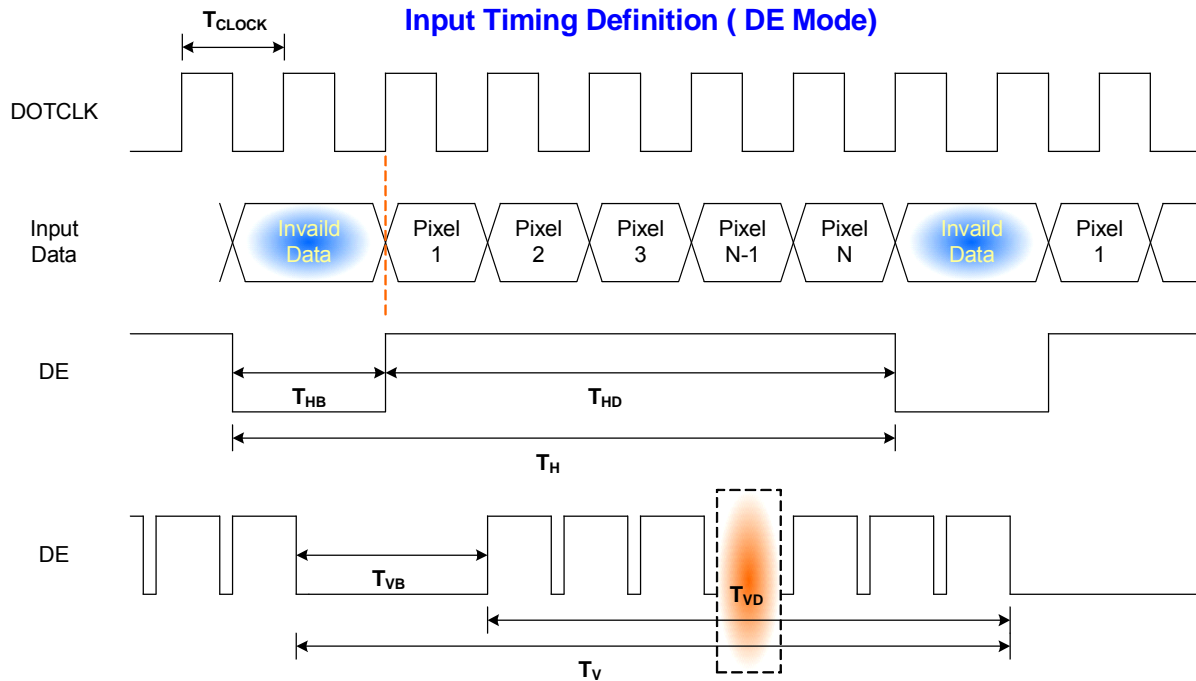 Input Timing Definition ( DE Mode)
TCLOCK
DOTCLK
Input
Data
Invaild
Data
Pixel
1
Pixel
2
Pixel
3
Pixel
N-1
Pixel
N
Invaild
Data
Pixel
1
DE
THB
THD
TH
DE
TVB
TVD
TV